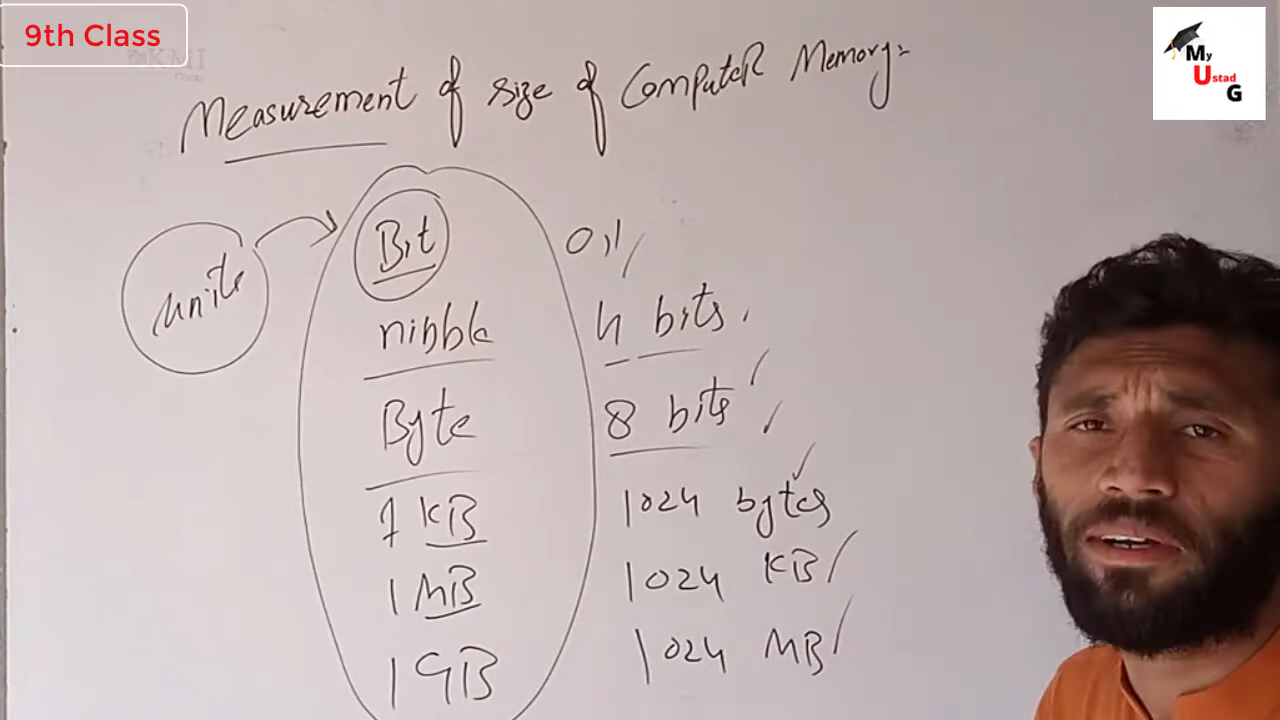 9th Class
My
Ustad
G
Measurement of size of Computer Memory:-
units
Bit 0,1
nibble 4 bits
Byte 8 bits
1 KB 1024 bytes
1 MB 1024 KB
1 GB 1024 MB